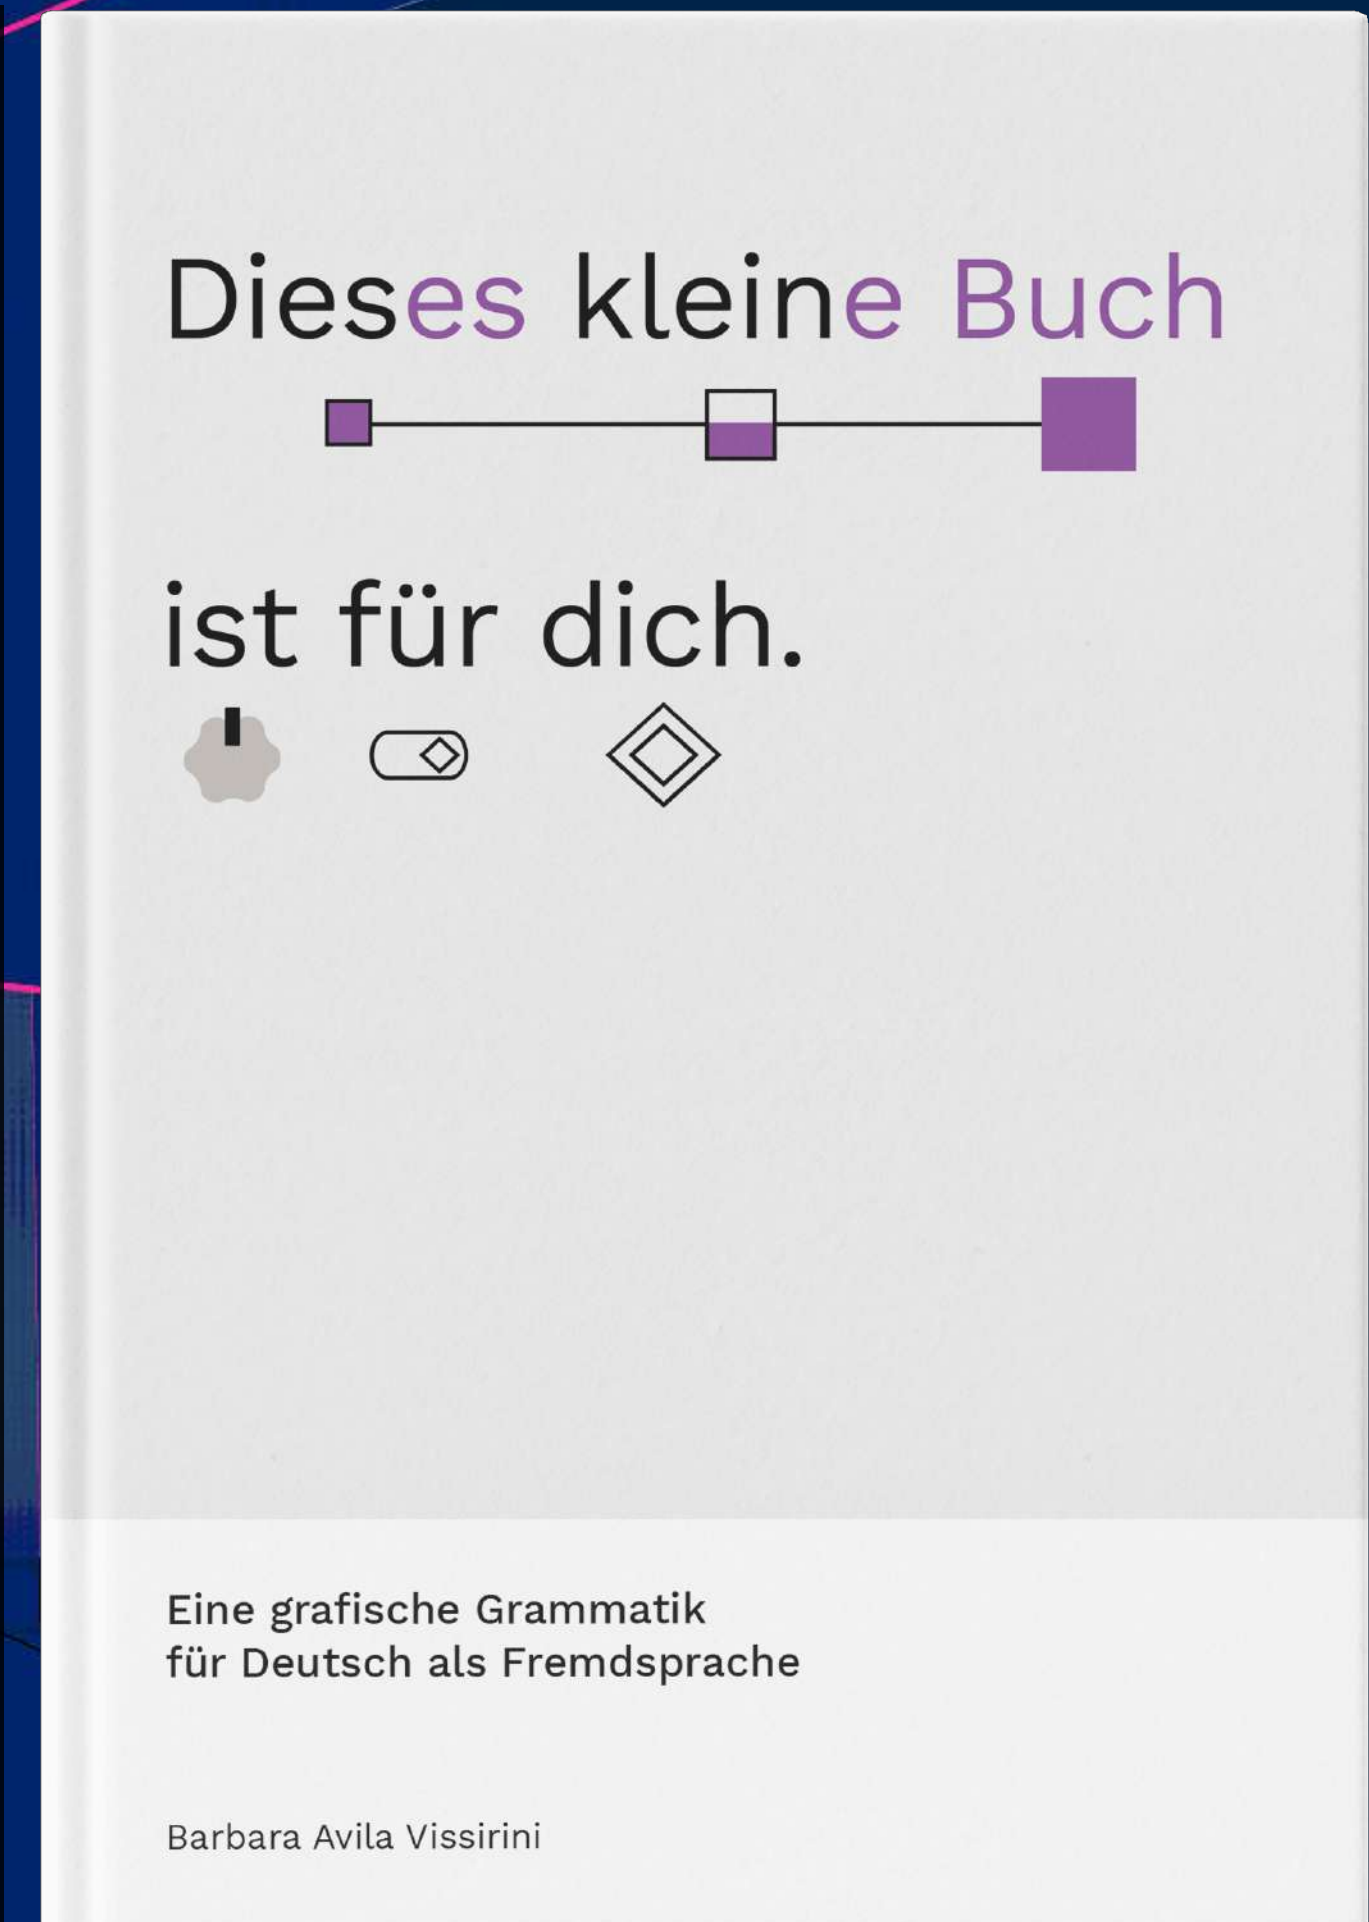 Dieses kleine Buch
ist für dich.
Eine grafische Grammatik
für Deutsch als Fremdsprache
Barbara Avila Vissirini